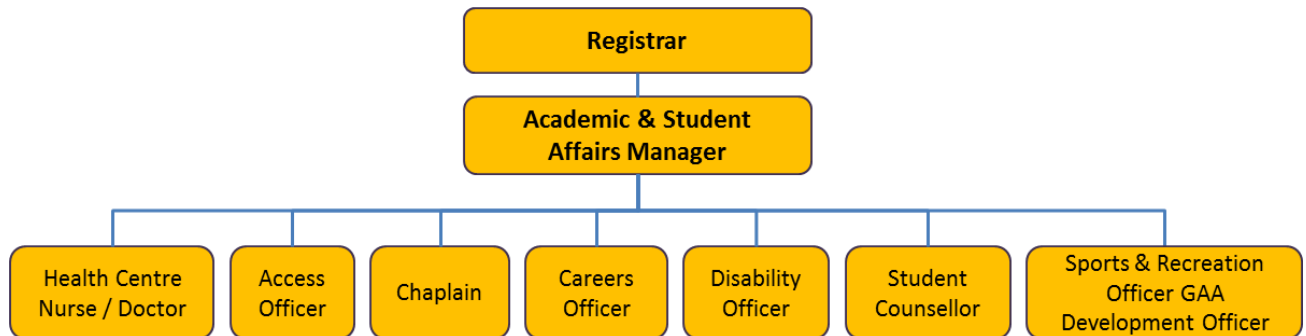 Registrar
Academic & Student
Affairs Manager
Health Centre
Nurse / Doctor
Access
Officer
Chaplain
Careers
Officer
Disability
Officer
Student
Counsellor
Sports & Recreation
Officer GAA
Development Officer